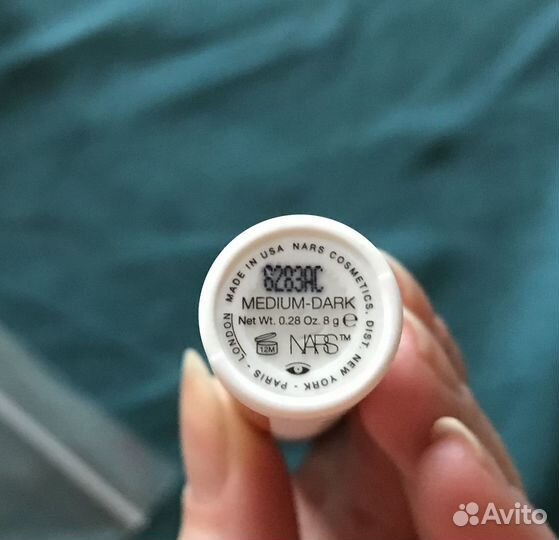 MADE IN USA NARS COSMETICS, DIST. NEW YORK - PARIS - LONDON
6283AC
MEDIUM-DARK
Net Wt. 0.28 Oz. 8 g ℮
12M NARS™
Avito